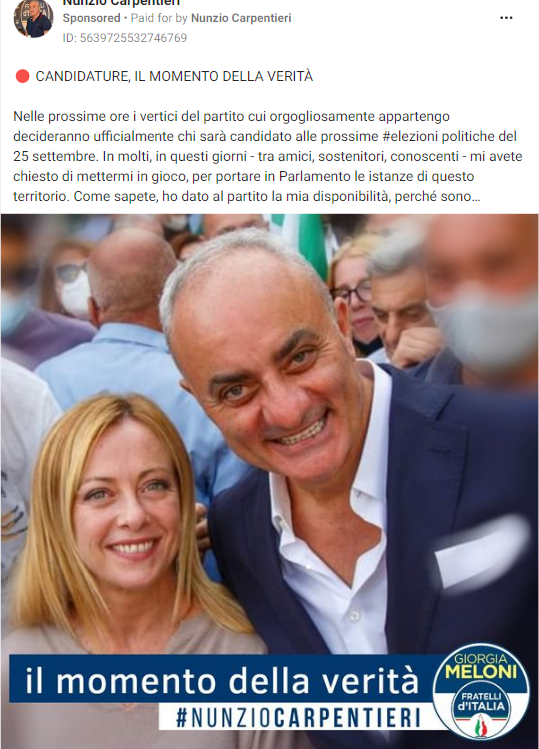 Nunzio Carpentieri
Sponsored • Paid for by Nunzio Carpentieri
ID: 5639725532746769
CANDIDATURE, IL MOMENTO DELLA VERITÀ
Nelle prossime ore i vertici del partito cui orgogliosamente appartengo
decideranno ufficialmente chi sarà candidato alle prossime #elezioni politiche del
25 settembre. In molti, in questi giorni - tra amici, sostenitori, conoscenti - mi avete
chiesto di mettermi in gioco, per portare in Parlamento le istanze di questo
territorio. Come sapete, ho dato al partito la mia disponibilità, perché sono...
il momento della verità
#NUNZIOCARPENTIERI
GIORGIA
MELONI
FRATELLI
d'ITALIA